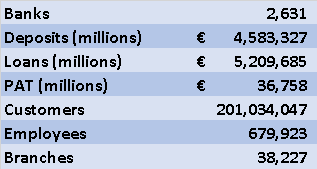 Banks 2,631
Deposits (millions) € 4,583,327
Loans (millions) € 5,209,685
PAT (millions) € 36,758
Customers 201,034,047
Employees 679,923
Branches 38,227